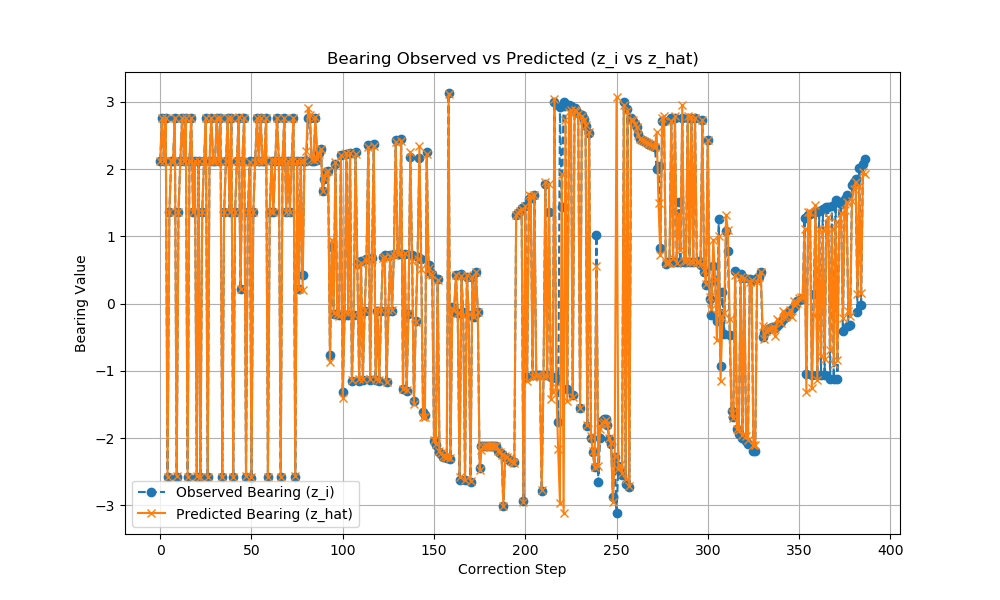 Bearing Observed vs Predicted (z_i vs z_hat)
Bearing Value
3
2
1
0
−1
−2
−3
Observed Bearing (z_i)
Predicted Bearing (z_hat)
0 50 100 150 200 250 300 350 400
Correction Step